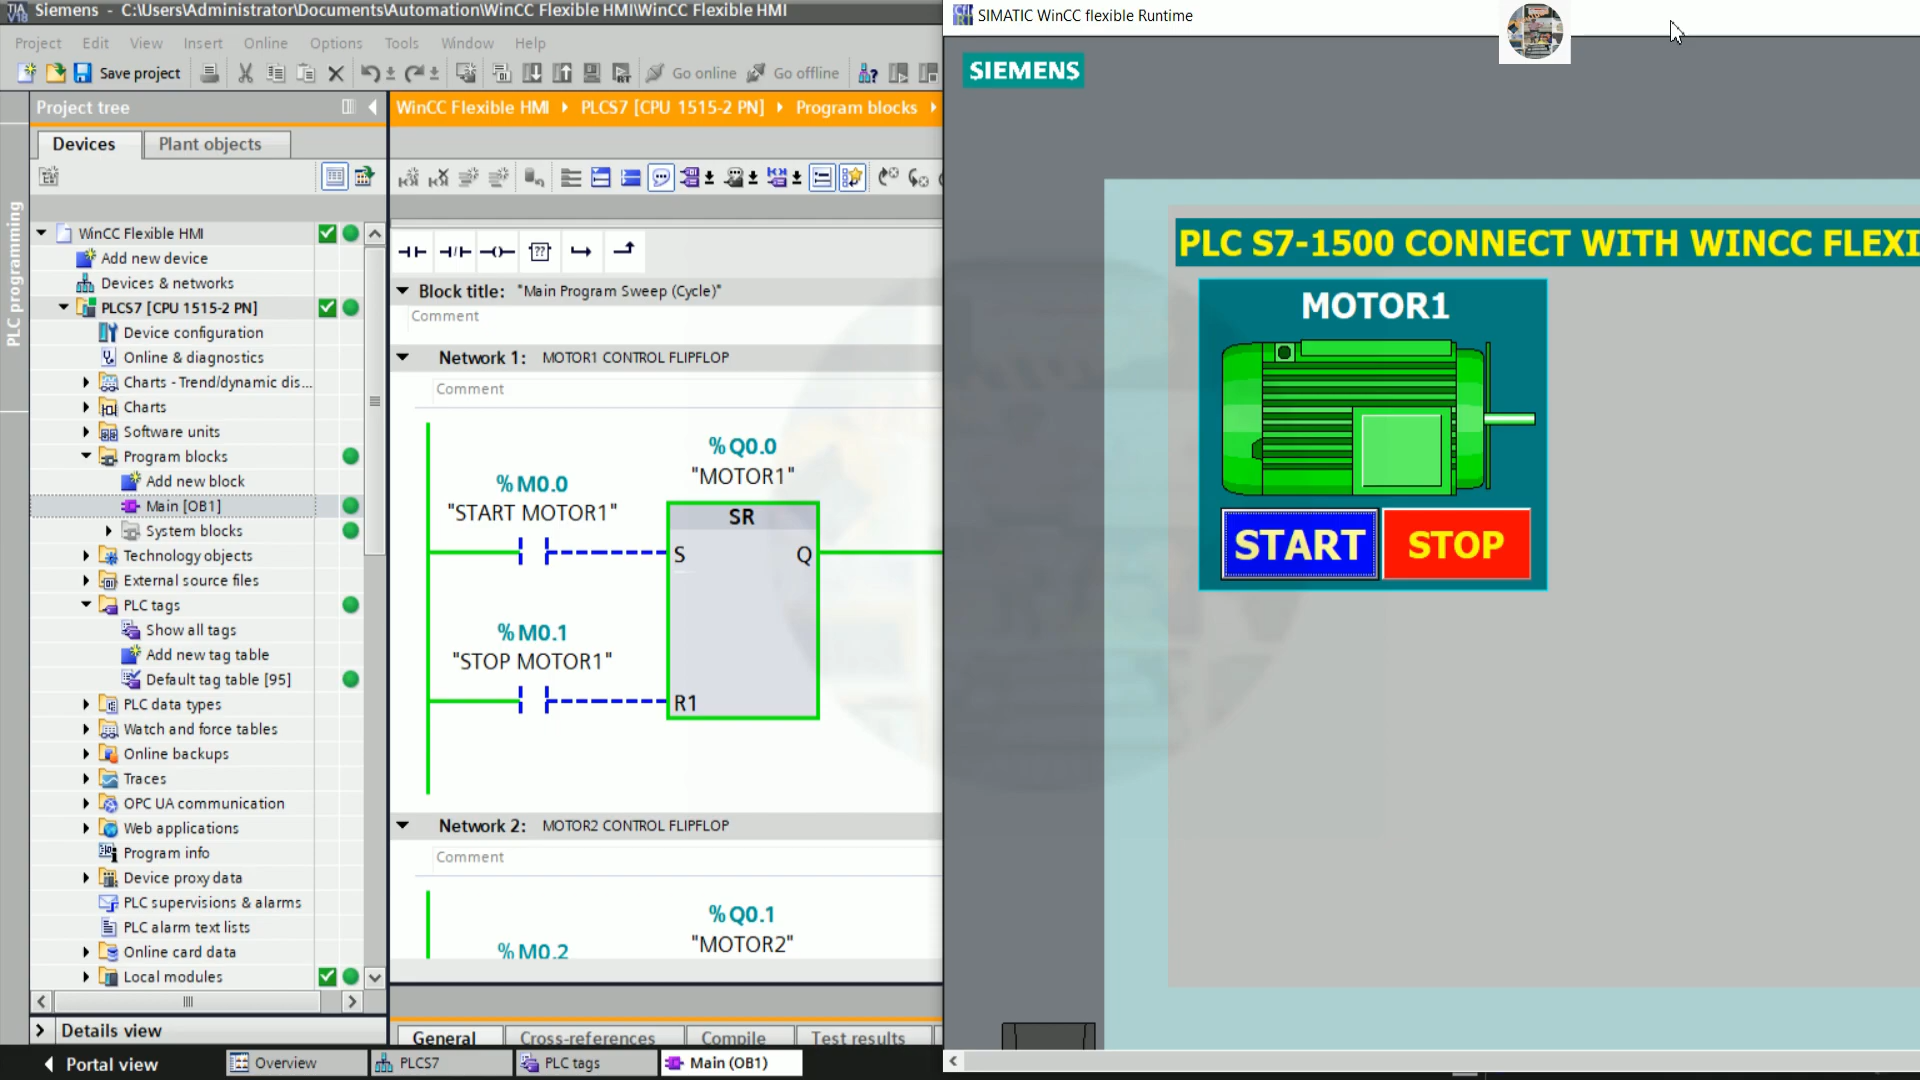 Siemens - C:\Users\Administrator\Documents\Automation\WinCC Flexible HMI\WinCC Flexible HMI
Project Edit View Insert Online Options Tools Window Help
Save project Go online Go offline
Project tree
WinCC Flexible HMI PLCS7 [CPU 1515-2 PN] Program blocks
Devices Plant objects
PLC programming
WinCC Flexible HMI
Add new device
Devices & networks
PLCS7 [CPU 1515-2 PN]
Device configuration
Online & diagnostics
Charts - Trend/dynamic dis...
Charts
Software units
Program blocks
Add new block
Main [OB1]
System blocks
Technology objects
External source files
PLC tags
Show all tags
Add new tag table
Default tag table [95]
PLC data types
Watch and force tables
Online backups
Traces
OPC UA communication
Web applications
Program info
Device proxy data
PLC supervisions & alarms
PLC alarm text lists
Online card data
Local modules
Details view
??
Block title: "Main Program Sweep (Cycle)"
Comment
Network 1: MOTOR1 CONTROL FLIPFLOP
Comment
%Q0.0
"MOTOR1"
%M0.0
"START MOTOR1"
SR
S Q
%M0.1
"STOP MOTOR1"
R1
Network 2: MOTOR2 CONTROL FLIPFLOP
Comment
%Q0.1
"MOTOR2"
%M0.2
General Cross-references Compile Test results
Portal view Overview PLCS7 PLC tags Main (OB1)
SIMATIC WinCC flexible Runtime
SIEMENS
PLC S7-1500 CONNECT WITH WINCC FLEXI
MOTOR1
START STOP